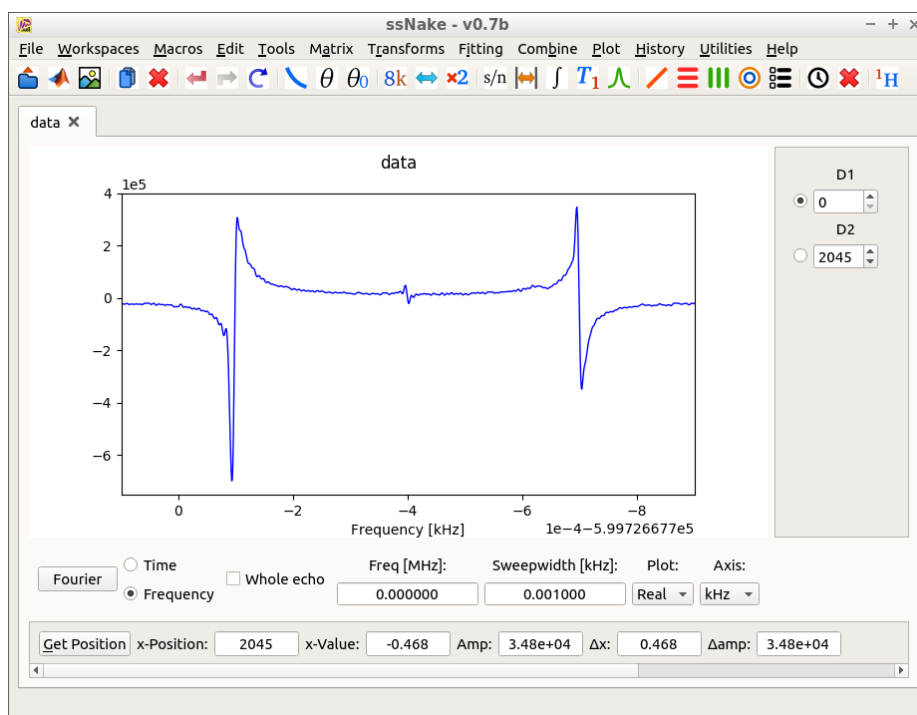 ssNake - v0.7b
File Workspaces Macros Edit Tools Matrix Transforms Fitting Combine Plot History Utilities Help
θ θ0 8k ×2 s/n ∫ T1 1H
data
data
D1
0
D2
2045
1e5
4
2
0
−2
−4
−6
0 −2 −4 −6 −8
Frequency [kHz] 1e−4−5.99726677e5
Fourier
Time
Frequency
Whole echo
Freq [MHz]: Sweepwidth [kHz]: Plot: Axis:
0.000000 0.001000 Real kHz
Get Position x-Position: 2045 x-Value: -0.468 Amp: 3.48e+04 Δx: 0.468 Δamp: 3.48e+04